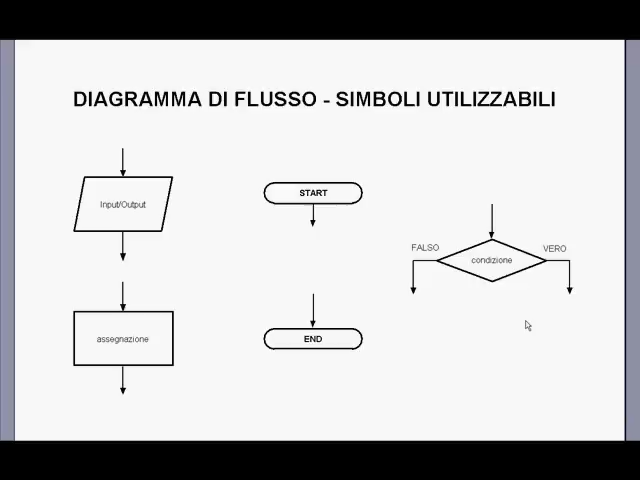 DIAGRAMMA DI FLUSSO - SIMBOLI UTILIZZABILI
Input/Output
START
FALSO
VERO
condizione
assegnazione
END